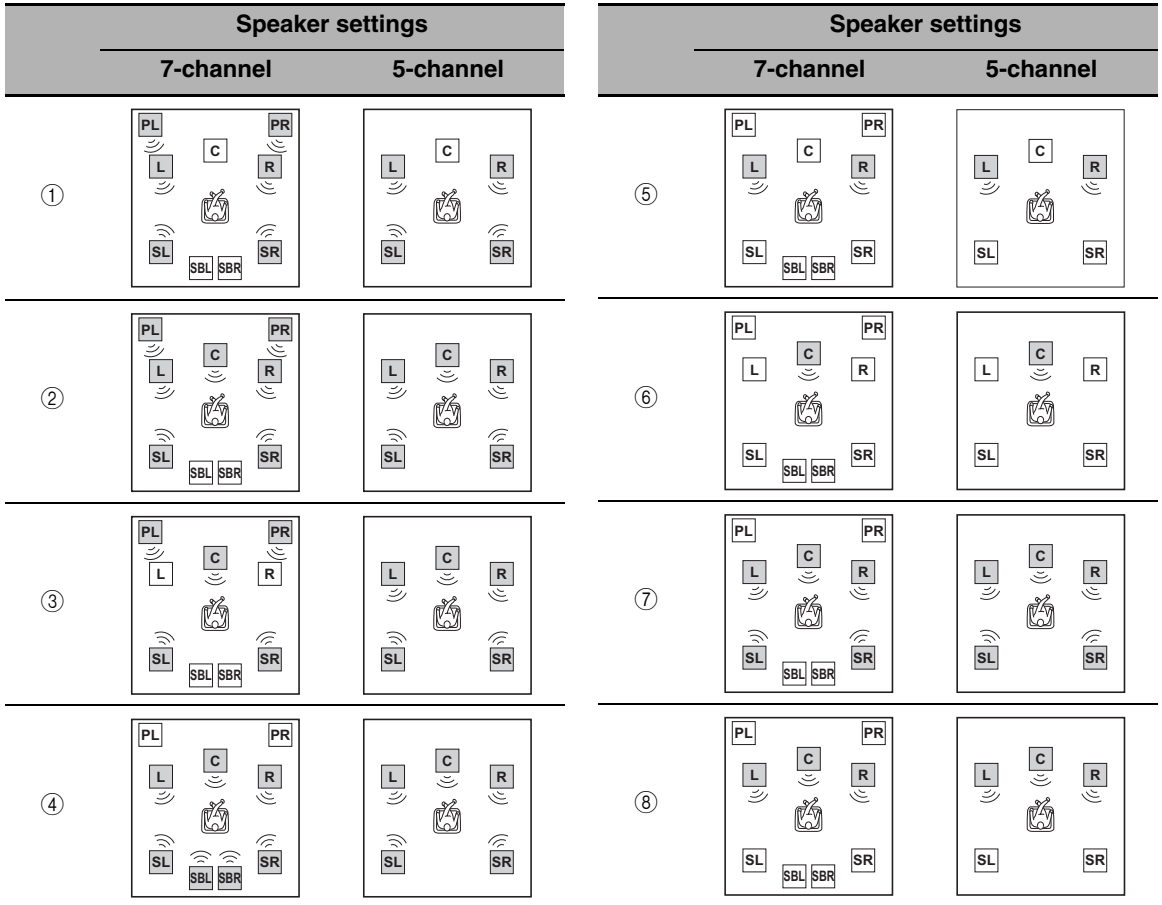 Speaker settings
7-channel 5-channel
①
PL PR
C
L R
SL SR
SBL SBR
C
L R
SL SR
②
PL PR
C
L R
SL SR
SBL SBR
C
L R
SL SR
③
PL PR
C
L R
SL SR
SBL SBR
C
L R
SL SR
④
PL PR
C
L R
SL SR
SBL SBR
C
L R
SL SR
Speaker settings
7-channel 5-channel
⑤
PL PR
C
L R
SL SR
SBL SBR
C
L R
SL SR
⑥
PL PR
C
L R
SL SR
SBL SBR
C
L R
SL SR
⑦
PL PR
C
L R
SL SR
SBL SBR
C
L R
SL SR
⑧
PL PR
C
L R
SL SR
SBL SBR
C
L R
SL SR